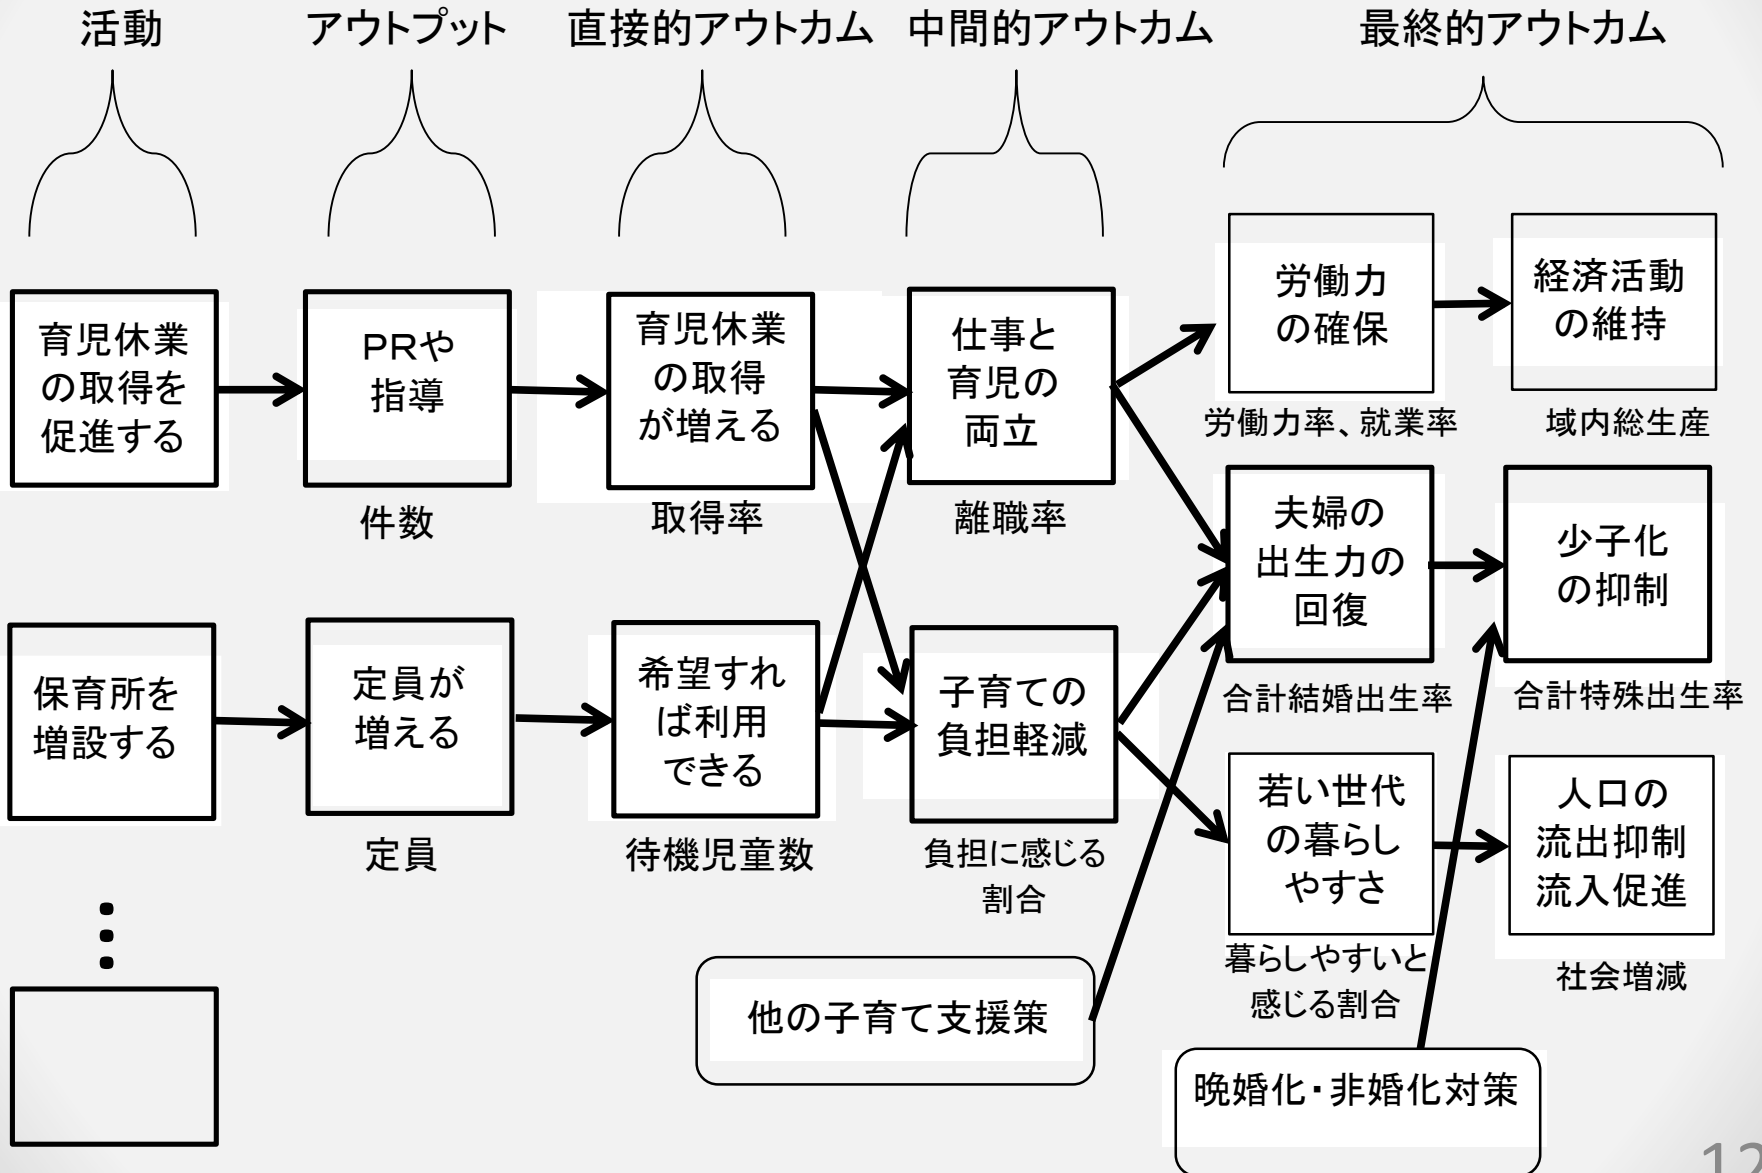 活動
アウトプット
直接的アウトカム
中間的アウトカム
最終的アウトカム
育児休業
の取得を
促進する
PRや
指導
件数
育児休業
の取得
が増える
取得率
仕事と
育児の
両立
離職率
労働力
の確保
労働力率、就業率
経済活動
の維持
域内総生産
保育所を
増設する
定員が
増える
定員
希望すれ
ば利用
できる
待機児童数
子育ての
負担軽減
負担に感じる
割合
夫婦の
出生力の
回復
合計結婚出生率
少子化
の抑制
合計特殊出生率
若い世代
の暮らし
やすさ
暮らしやすいと
感じる割合
人口の
流出抑制
流入促進
社会増減
他の子育て支援策
晩婚化・非婚化対策
12